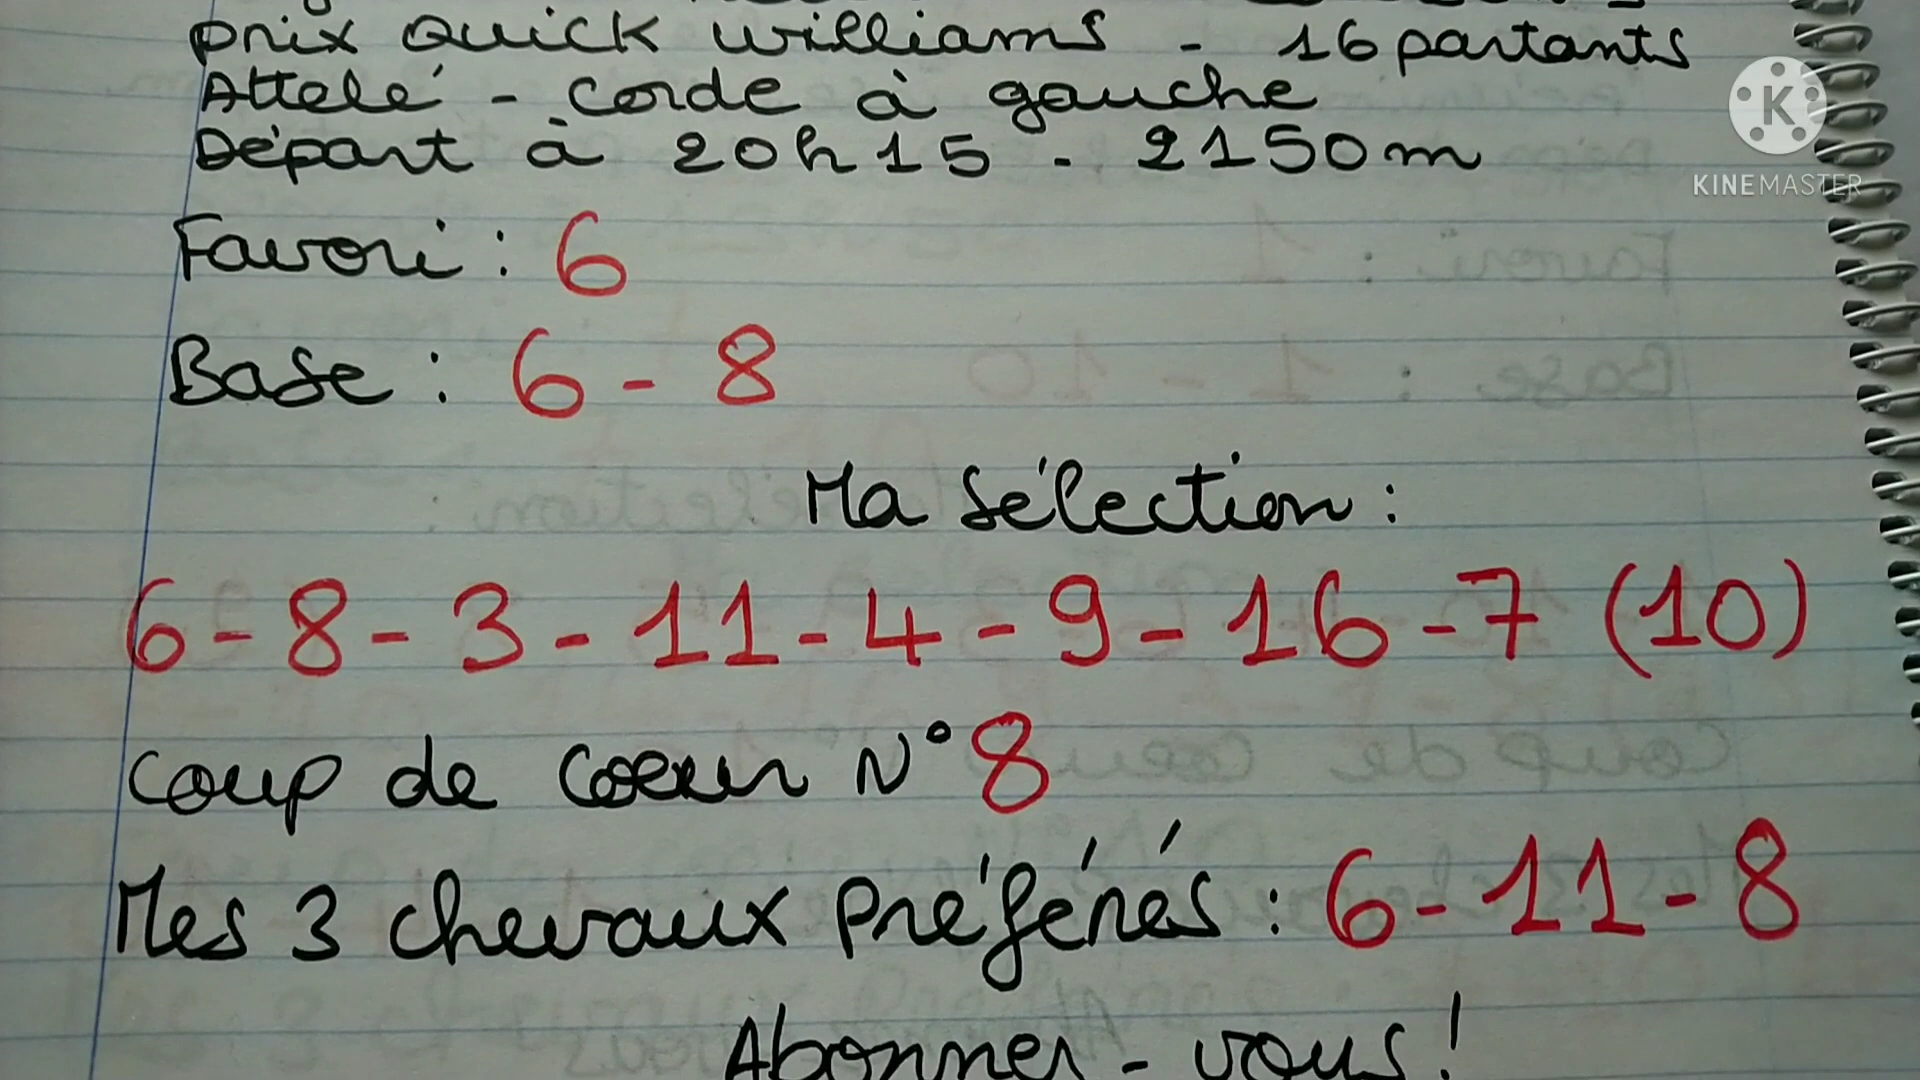 prix Quick Williams - 16 partants
Attelé - Corde à gauche
Départ à 20h15 - 2150m
Favori : 6
Base : 6 - 8
Ma sélection :
6 - 8 - 3 - 11 - 4 - 9 - 16 - 7 (10)
Coup de coeur N° 8
Mes 3 chevaux préférés : 6 - 11 - 8
Abonner - vous !
KINEMASTER